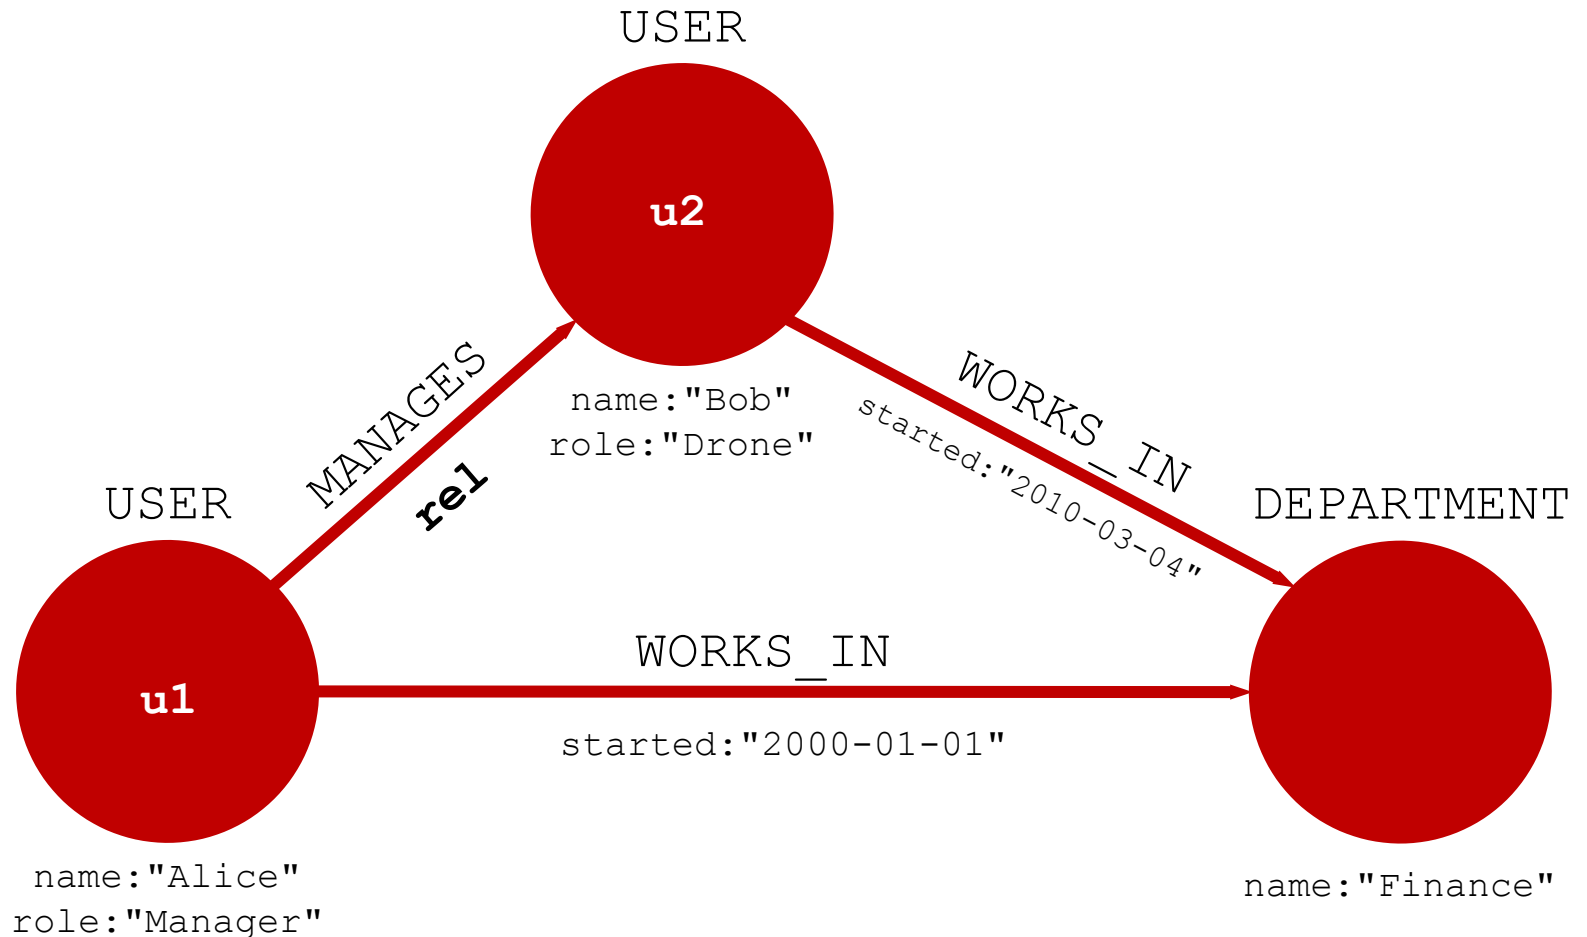 USER
u2
name:"Bob"
role:"Drone"
MANAGES
rel
WORKS_IN
started:"2010-03-04"
USER
u1
name:"Alice"
role:"Manager"
WORKS_IN
started:"2000-01-01"
DEPARTMENT
name:"Finance"